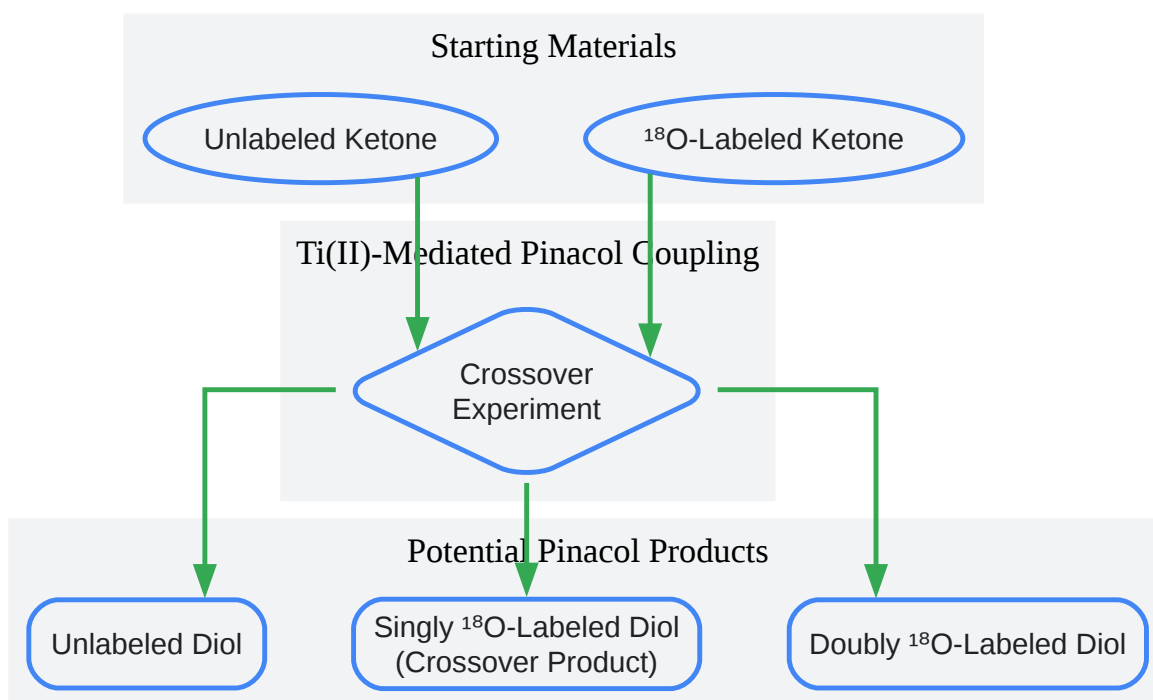 Starting Materials
Unlabeled Ketone
¹⁸O-Labeled Ketone
Ti(II)-Mediated Pinacol Coupling
Crossover
Experiment
Potential Pinacol Products
Unlabeled Diol
Singly ¹⁸O-Labeled Diol
(Crossover Product)
Doubly ¹⁸O-Labeled Diol